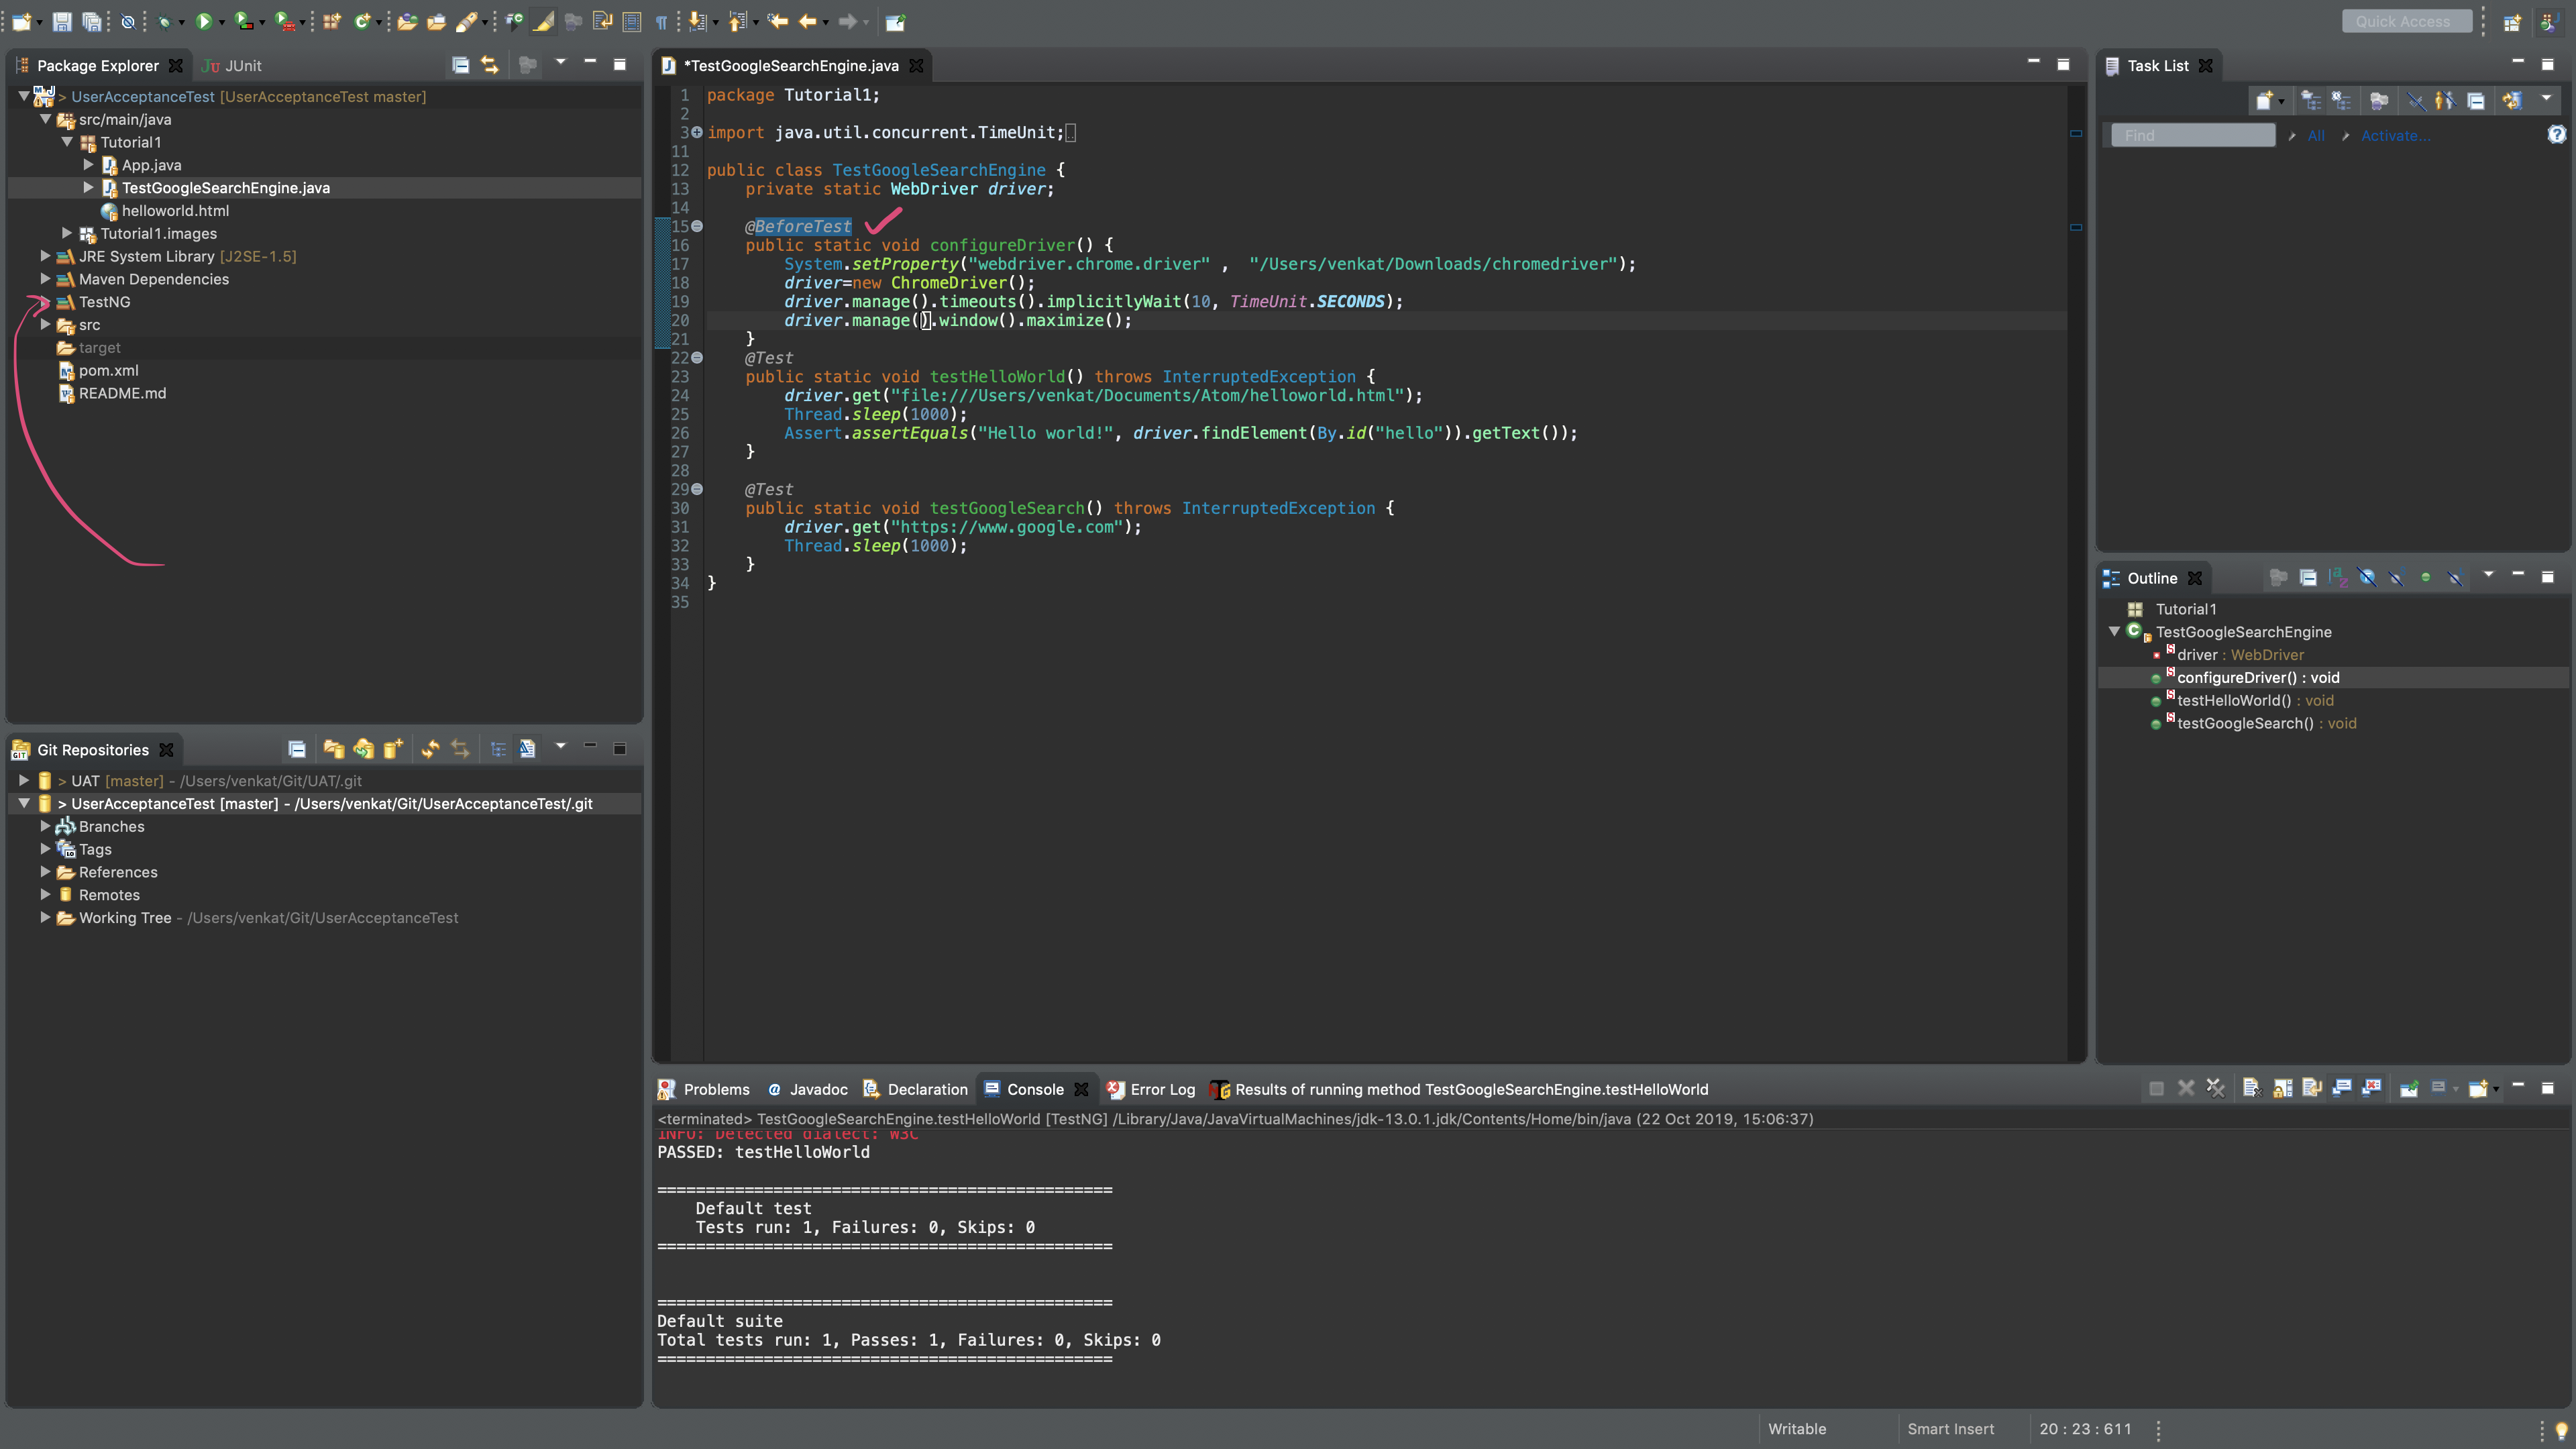 Quick Access
Package Explorer
JUnit
> UserAcceptanceTest [UserAcceptanceTest master]
src/main/java
Tutorial1
App.java
TestGoogleSearchEngine.java
helloworld.html
Tutorial1.images
JRE System Library [J2SE-1.5]
Maven Dependencies
TestNG
src
target
pom.xml
README.md
Git Repositories
> UAT [master] - /Users/venkat/Git/UAT/.git
> UserAcceptanceTest [master] - /Users/venkat/Git/UserAcceptanceTest/.git
Branches
Tags
References
Remotes
Working Tree - /Users/venkat/Git/UserAcceptanceTest
*TestGoogleSearchEngine.java
1 package Tutorial1;
2
3 import java.util.concurrent.TimeUnit;
11
12 public class TestGoogleSearchEngine {
13 private static WebDriver driver;
14
15 @BeforeTest
16 public static void configureDriver() {
17 System.setProperty("webdriver.chrome.driver" , "/Users/venkat/Downloads/chromedriver");
18 driver=new ChromeDriver();
19 driver.manage().timeouts().implicitlyWait(10, TimeUnit.SECONDS);
20 driver.manage().window().maximize();
21 }
22 @Test
23 public static void testHelloWorld() throws InterruptedException {
24 driver.get("file:///Users/venkat/Documents/Atom/helloworld.html");
25 Thread.sleep(1000);
26 Assert.assertEquals("Hello world!", driver.findElement(By.id("hello")).getText());
27 }
28
29 @Test
30 public static void testGoogleSearch() throws InterruptedException {
31 driver.get("https://www.google.com");
32 Thread.sleep(1000);
33 }
34 }
35
Task List
Find
All
Activate...
Outline
Tutorial1
TestGoogleSearchEngine
driver : WebDriver
configureDriver() : void
testHelloWorld() : void
testGoogleSearch() : void
Problems @ Javadoc Declaration Console Error Log Results of running method TestGoogleSearchEngine.testHelloWorld
<terminated> TestGoogleSearchEngine.testHelloWorld [TestNG] /Library/Java/JavaVirtualMachines/jdk-13.0.1.jdk/Contents/Home/bin/java (22 Oct 2019, 15:06:37)
INFO: Detected dialect: W3C
PASSED: testHelloWorld
===============================================
Default test
Tests run: 1, Failures: 0, Skips: 0
===============================================
===============================================
Default suite
Total tests run: 1, Passes: 1, Failures: 0, Skips: 0
===============================================
Writable
Smart Insert
20 : 23 : 611